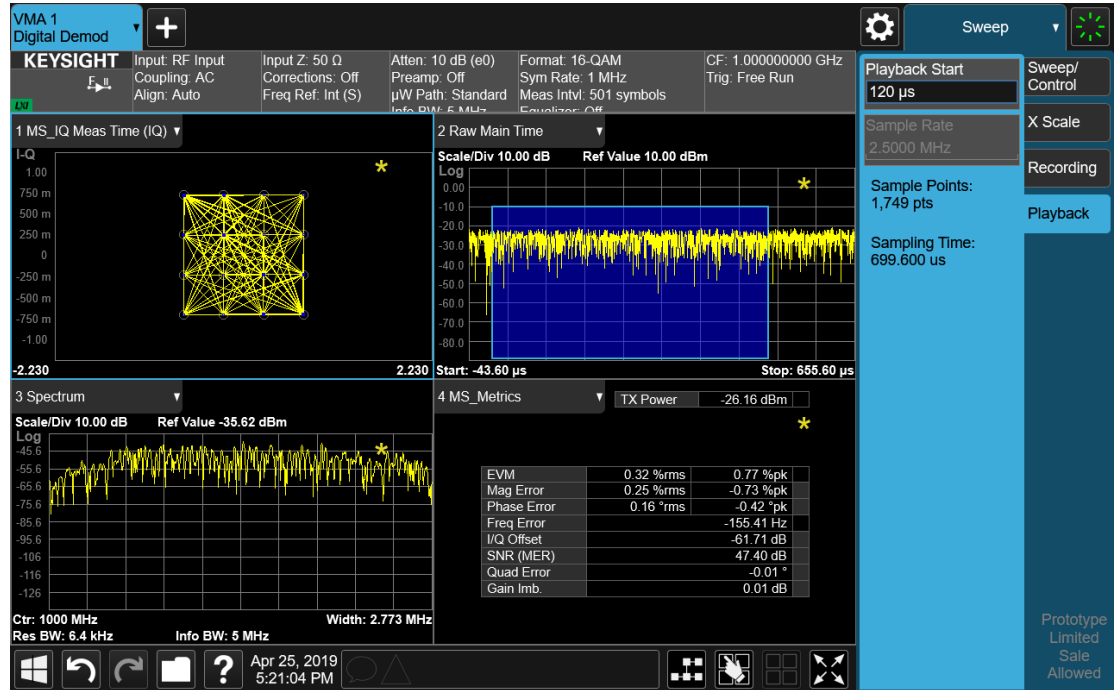 VMA 1
Digital Demod
Sweep
KEYSIGHT
LXI
Input: RF Input
Coupling: AC
Align: Auto
Input Z: 50 Ω
Corrections: Off
Freq Ref: Int (S)
Atten: 10 dB (e0)
Preamp: Off
µW Path: Standard
Info BW: 5 MHz
Format: 16-QAM
Sym Rate: 1 MHz
Meas Intvl: 501 symbols
Equalizer: Off
CF: 1.000000000 GHz
Trig: Free Run
1 MS_IQ Meas Time (IQ)
I-Q
1.00
750 m
500 m
250 m
0
-250 m
-500 m
-750 m
-1.00
-2.230
2.230
2 Raw Main Time
Scale/Div 10.00 dB
Ref Value 10.00 dBm
Log
0.00
-10.0
-20.0
-30.0
-40.0
-50.0
-60.0
-70.0
-80.0
Start: -43.60 µs
Stop: 655.60 µs
3 Spectrum
Scale/Div 10.00 dB
Ref Value -35.62 dBm
Log
-45.6
-55.6
-65.6
-75.6
-85.6
-95.6
-106
-116
-126
Ctr: 1000 MHz
Width: 2.773 MHz
Res BW: 6.4 kHz
Info BW: 5 MHz
4 MS_Metrics
TX Power -26.16 dBm
EVM 0.32 %rms 0.77 %pk
Mag Error 0.25 %rms -0.73 %pk
Phase Error 0.16 °rms -0.42 °pk
Freq Error -155.41 Hz
I/Q Offset -61.71 dB
SNR (MER) 47.40 dB
Quad Error -0.01 °
Gain Imb. 0.01 dB
Playback Start
120 µs
Sample Rate
2.5000 MHz
Sample Points:
1,749 pts
Sampling Time:
699.600 us
Sweep/
Control
X Scale
Recording
Playback
Prototype
Limited
Sale
Allowed
?
Apr 25, 2019
5:21:04 PM